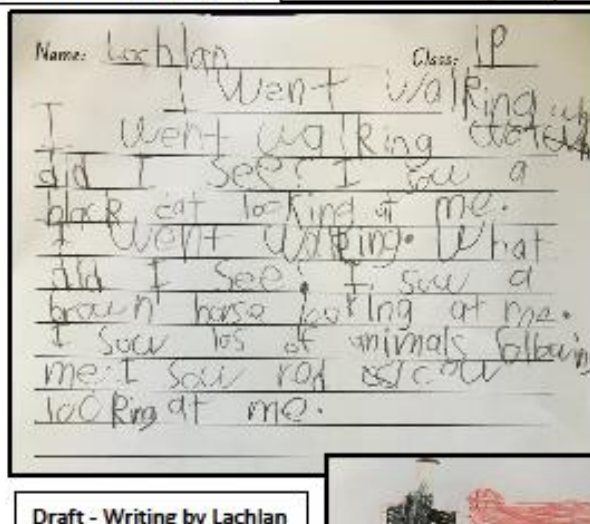 Name: Lachlan Class: 1P
I Went Walking
I went walking
did I see? I saw a
black cat looking at me.
I Went Walking. What
did I see? I saw a
brown horse looking at me.
I saw los of animals following
me. I saw red cow
looking at me.
Draft - Writing by Lachlan